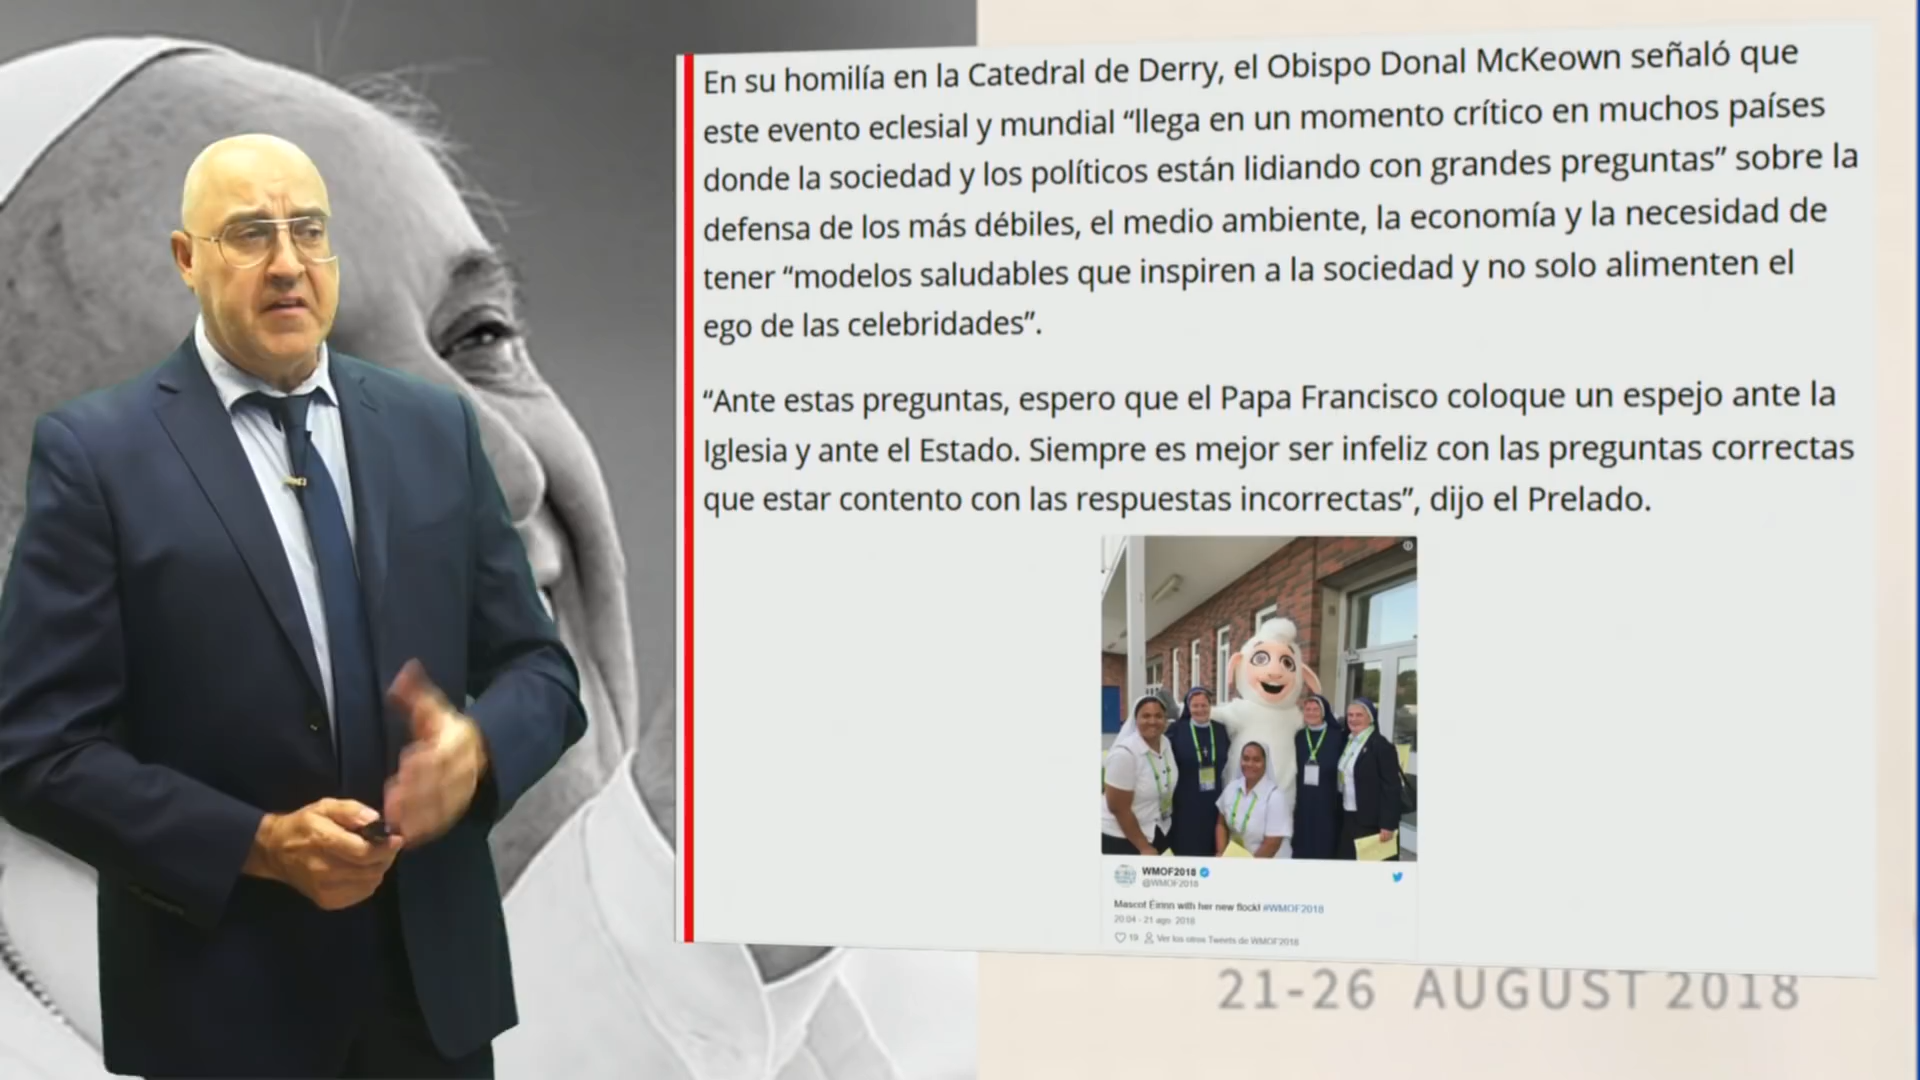 En su homilía en la Catedral de Derry, el Obispo Donal McKeown señaló que
este evento eclesial y mundial “llega en un momento crítico en muchos países
donde la sociedad y los políticos están lidiando con grandes preguntas” sobre la
defensa de los más débiles, el medio ambiente, la economía y la necesidad de
tener “modelos saludables que inspiren a la sociedad y no solo alimenten el
ego de las celebridades”.
“Ante estas preguntas, espero que el Papa Francisco coloque un espejo ante la
Iglesia y ante el Estado. Siempre es mejor ser infeliz con las preguntas correctas
que estar contento con las respuestas incorrectas”, dijo el Prelado.
WMOF2018
@WMOF2018
Mascot Éirinn with her new flock! #WMOF2018
20:04 - 21 ago. 2018
19 Ver los otros Tweets de WMOF2018
21-26 AUGUST 2018